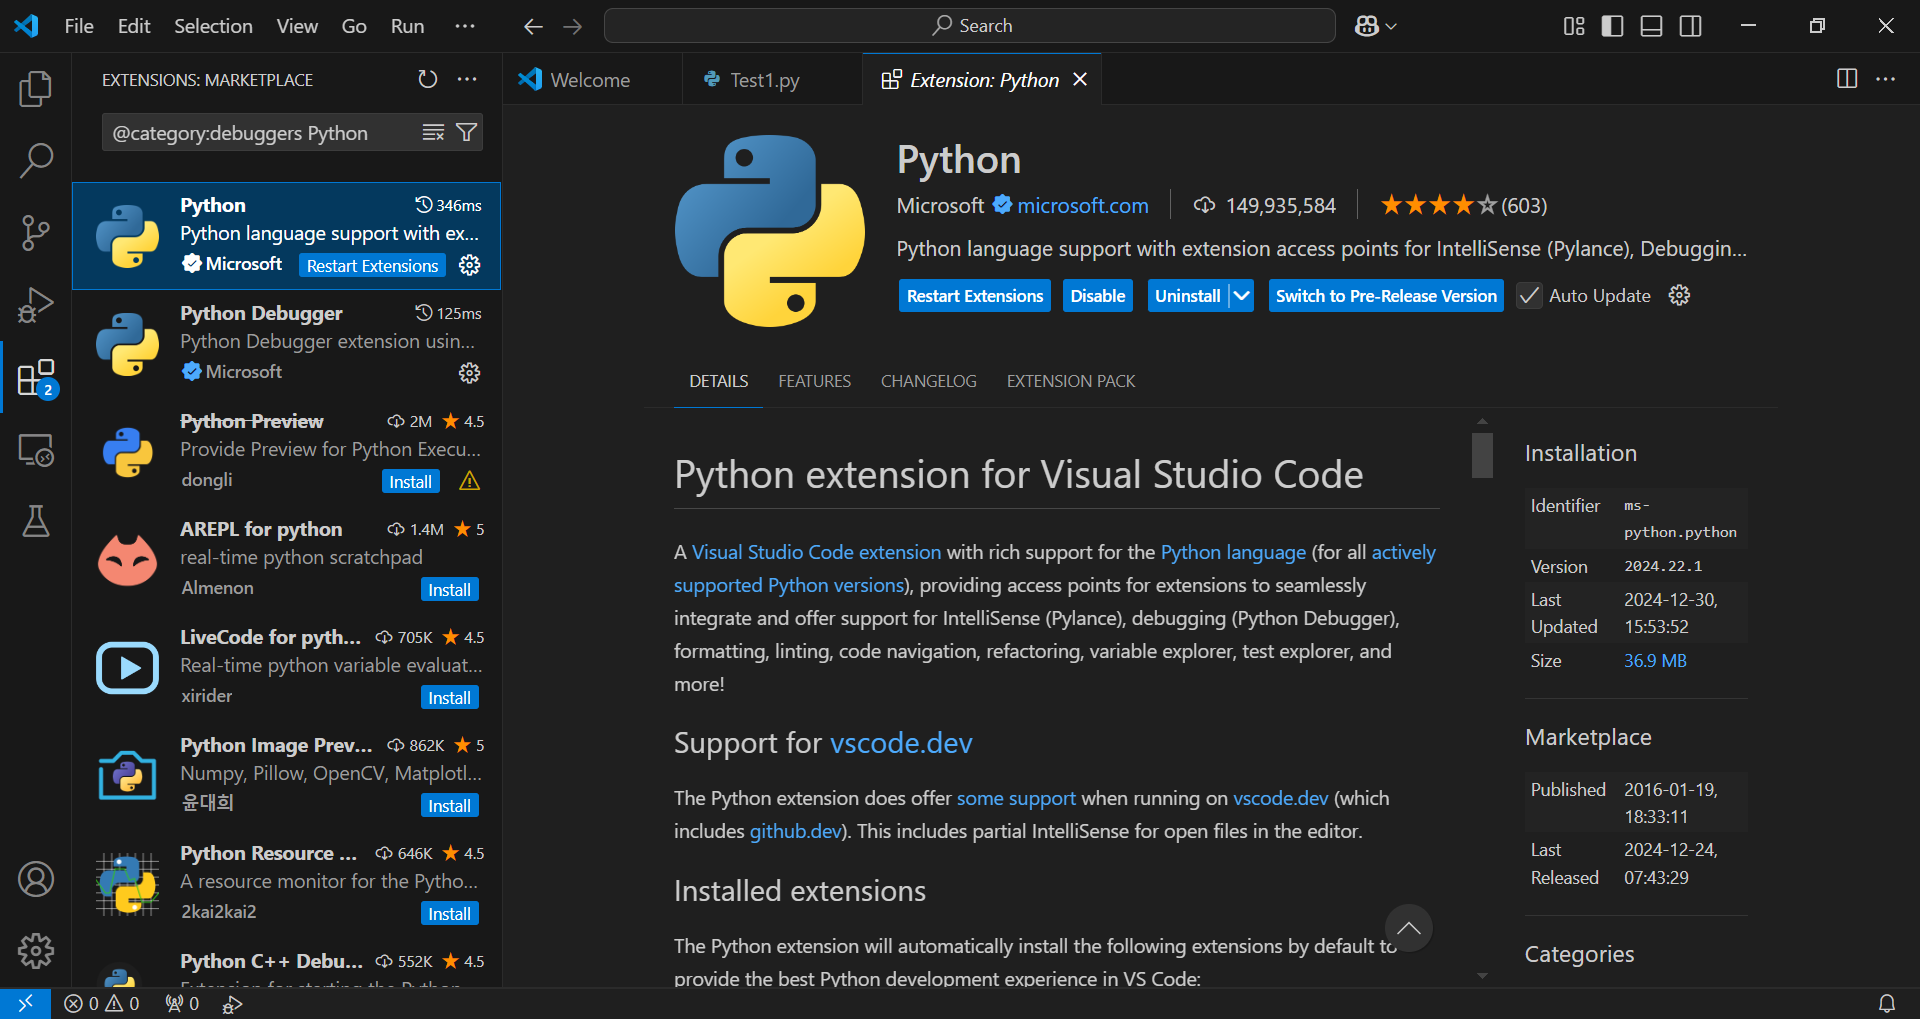 File Edit Selection View Go Run ···
Search
EXTENSIONS: MARKETPLACE
@category:debuggers Python
Python 346ms
Python language support with ex...
Microsoft Restart Extensions
Python Debugger 125ms
Python Debugger extension usin...
Microsoft
Python Preview 2M 4.5
Provide Preview for Python Execu...
dongli Install
AREPL for python 1.4M 5
real-time python scratchpad
Almenon Install
LiveCode for pyth... 705K 4.5
Real-time python variable evaluat...
xirider Install
Python Image Prev... 862K 5
Numpy, Pillow, OpenCV, Matplotl...
윤대희 Install
Python Resource ... 646K 4.5
A resource monitor for the Pytho...
2kai2kai2 Install
Python C++ Debu... 552K 4.5
Extension for starting the Python
2
Welcome Test1.py Extension: Python
Python
Microsoft microsoft.com 149,935,584 (603)
Python language support with extension access points for IntelliSense (Pylance), Debuggin...
Restart Extensions Disable Uninstall Switch to Pre-Release Version Auto Update
DETAILS FEATURES CHANGELOG EXTENSION PACK
Python extension for Visual Studio Code
A Visual Studio Code extension with rich support for the Python language (for all actively
supported Python versions), providing access points for extensions to seamlessly
integrate and offer support for IntelliSense (Pylance), debugging (Python Debugger),
formatting, linting, code navigation, refactoring, variable explorer, test explorer, and
more!
Support for vscode.dev
The Python extension does offer some support when running on vscode.dev (which
includes github.dev). This includes partial IntelliSense for open files in the editor.
Installed extensions
The Python extension will automatically install the following extensions by default to
provide the best Python development experience in VS Code:
Installation
Identifier ms-
python.python
Version 2024.22.1
Last 2024-12-30,
Updated 15:53:52
Size 36.9 MB
Marketplace
Published 2016-01-19,
18:33:11
Last 2024-12-24,
Released 07:43:29
Categories
0 0 0